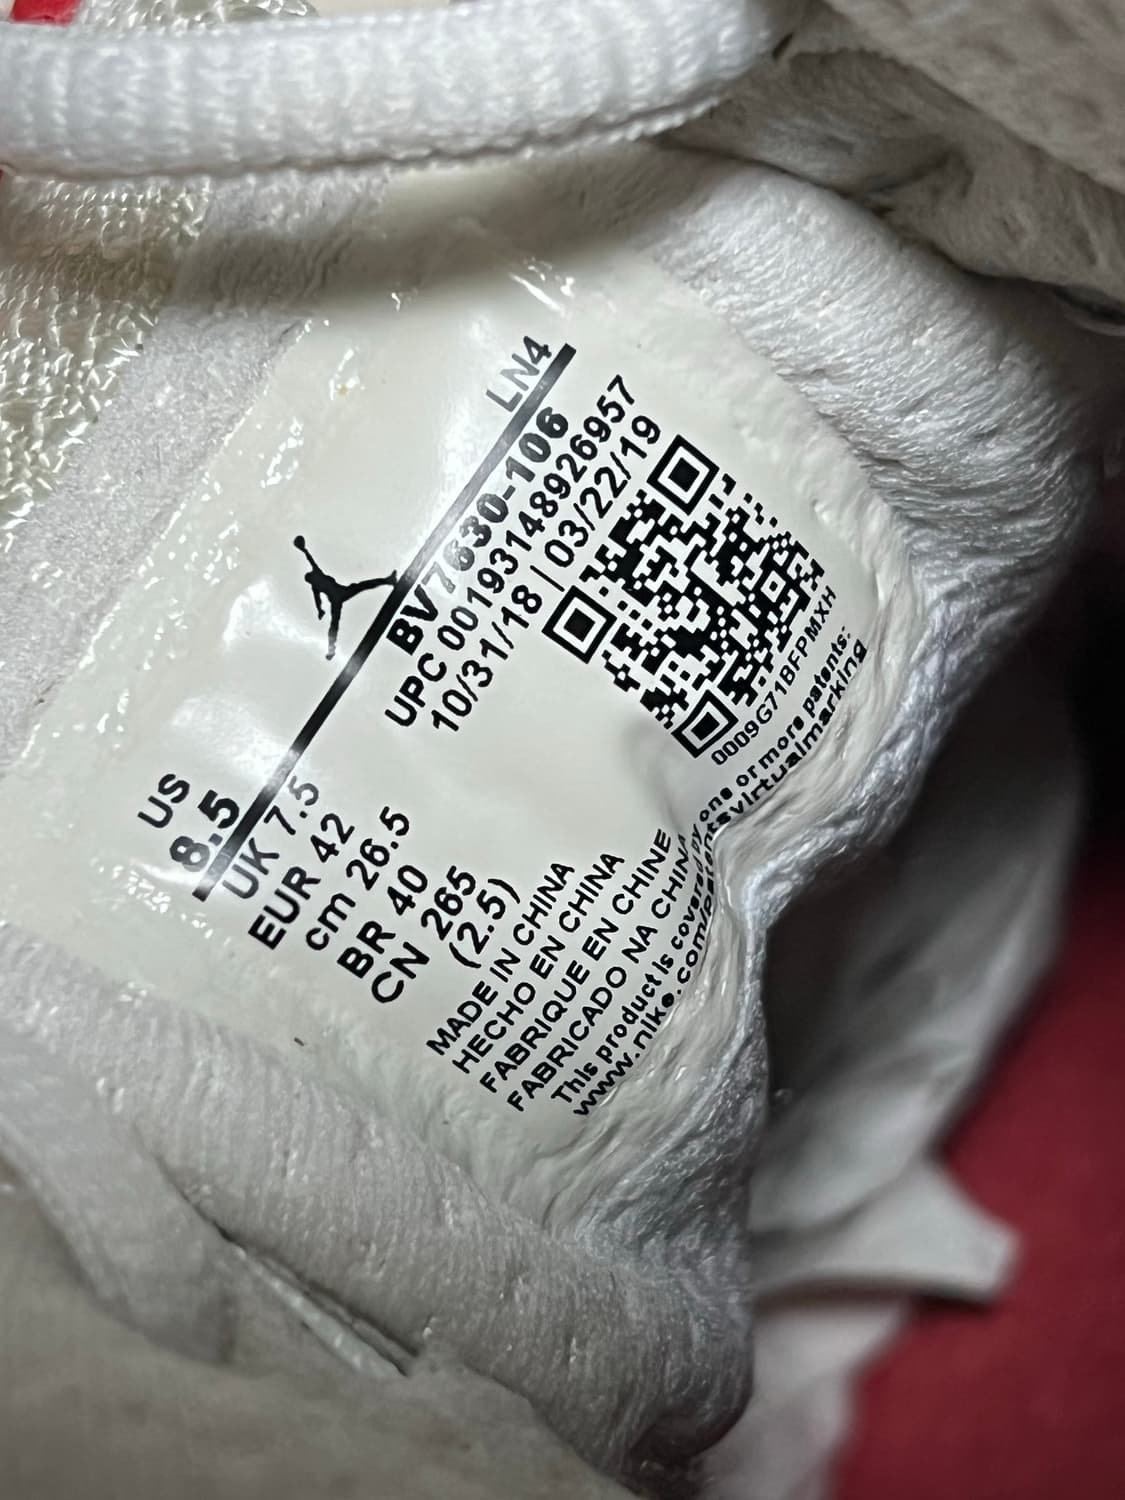 LN4
US
8.5
BV7630-106
UPC 00193148926957
10/31/18 | 03/22/19
UK 7.5
EUR 42
cm 26.5
BR 40
CN 265
(2.5)
0009G71BFPMXH
MADE IN CHINA
HECHO EN CHINA
FABRIQUE EN CHINE
FABRICADO NA CHINA
This product is covered by one or more patents:
www.nike.com/patentsvirtualmarking